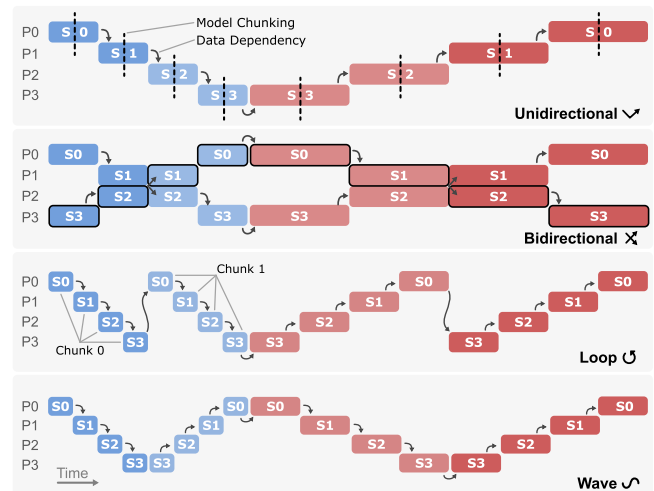 P0 S 0 Model Chunking S 0
P1 S 1 Data Dependency S 1
P2 S 2 S 2
P3 S 3 S 3
Unidirectional
P0 S0 S0 S0 S0
P1 S1 S1 S1 S1
P2 S2 S2 S2 S2
P3 S3 S3 S3 S3
Bidirectional
Chunk 1
P0 S0 S0 S0 S0
P1 S1 S1 S1 S1
P2 S2 S2 S2 S2
P3 S3 S3 S3 S3
Chunk 0
Loop
P0 S0 S0 S0 S0
P1 S1 S1 S1 S1
P2 S2 S2 S2 S2
P3 S3 S3 S3 S3
Time
Wave